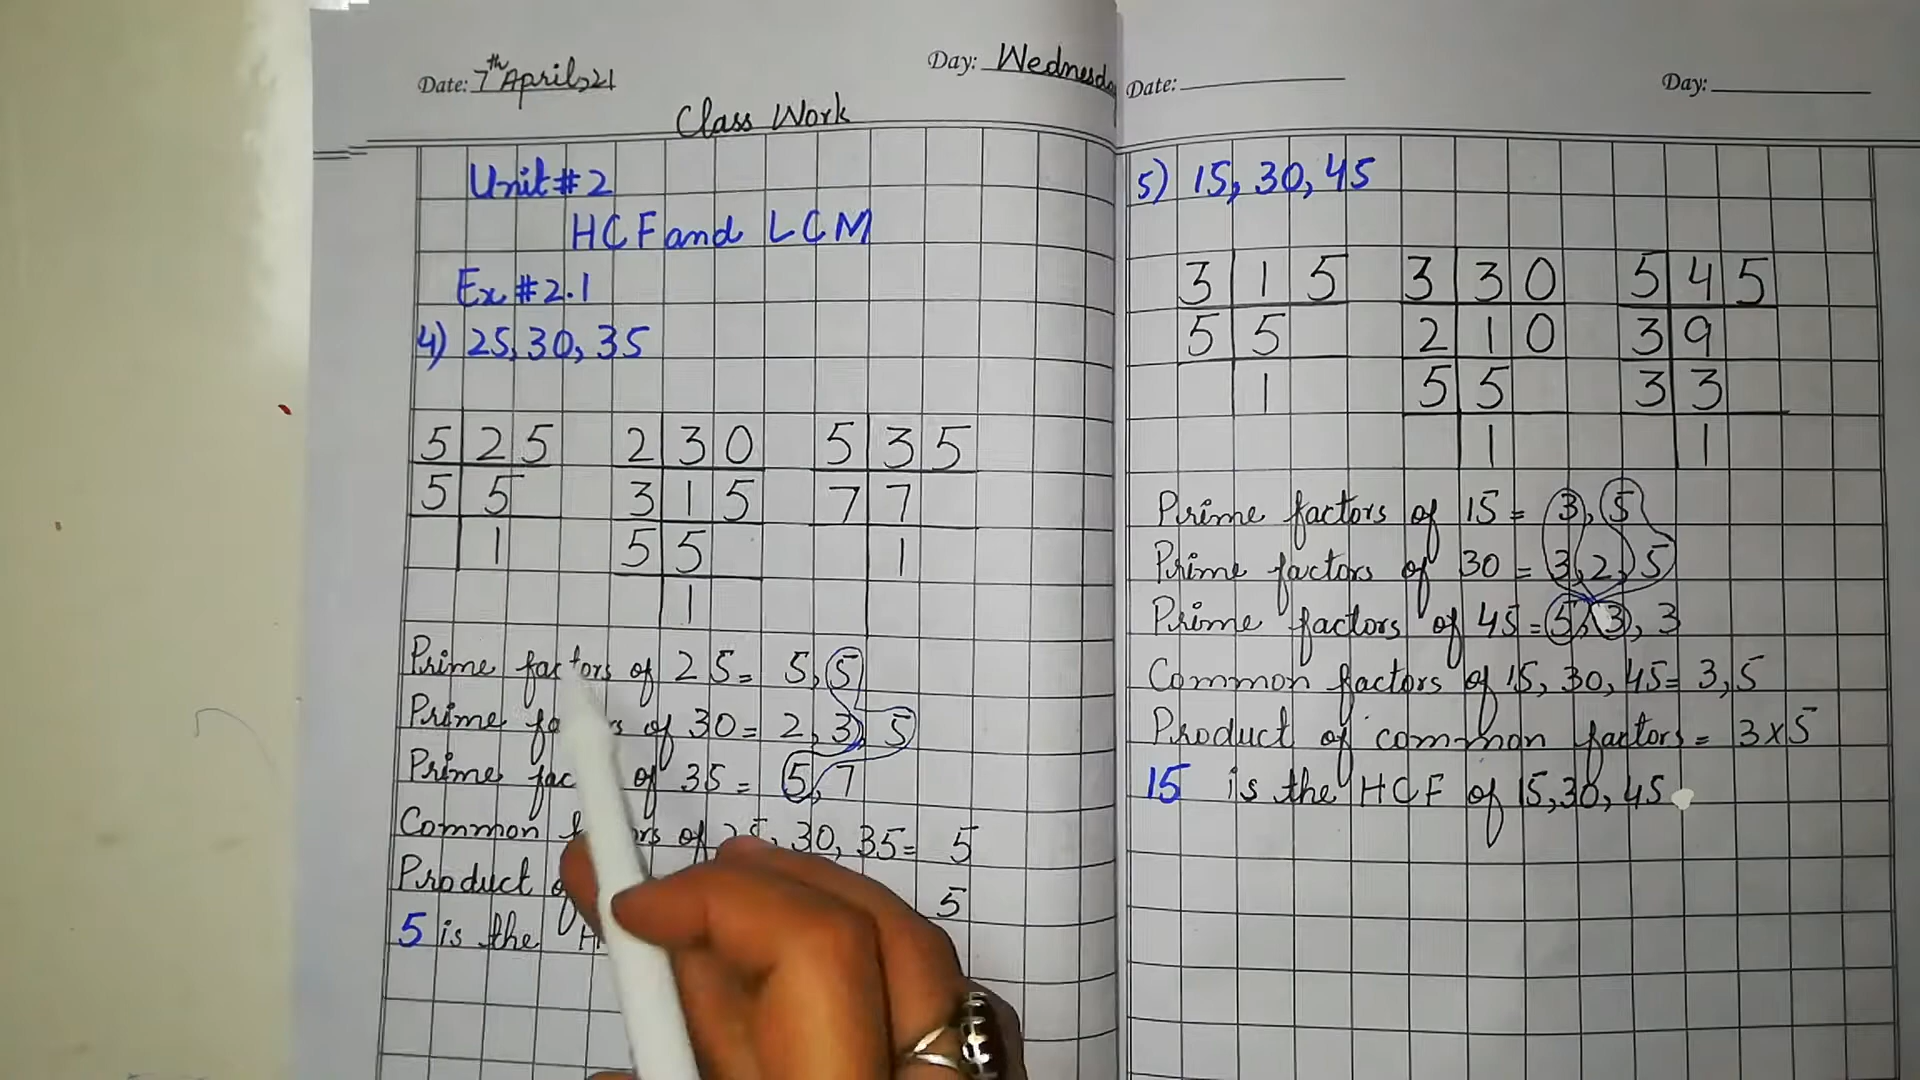 Date: 7th April, 21
Day: Wednesday
Class Work
Unit # 2
HCF and LCM
Ex # 2.1
4) 25, 30, 35
5 25 2 30 5 35
5 5 3 15 7 7
1 5 5 1
1
Prime factors of 25 = 5, 5
Prime of 30 = 2, 3, 5
Prime of 35 = 5, 7
Common of 25, 30, 35 = 5
Product 5
5 is the
Date:
Day:
5) 15, 30, 45
3 15 3 30 5 45
5 5 2 10 3 9
1 5 5 3 3
1 1
Prime factors of 15 = 3, 5
Prime factors of 30 = 3, 2, 5
Prime factors of 45 = 5, 3, 3
Common factors of 15, 30, 45 = 3, 5
Product of common factors = 3 x 5
15 is the HCF of 15, 30, 45.